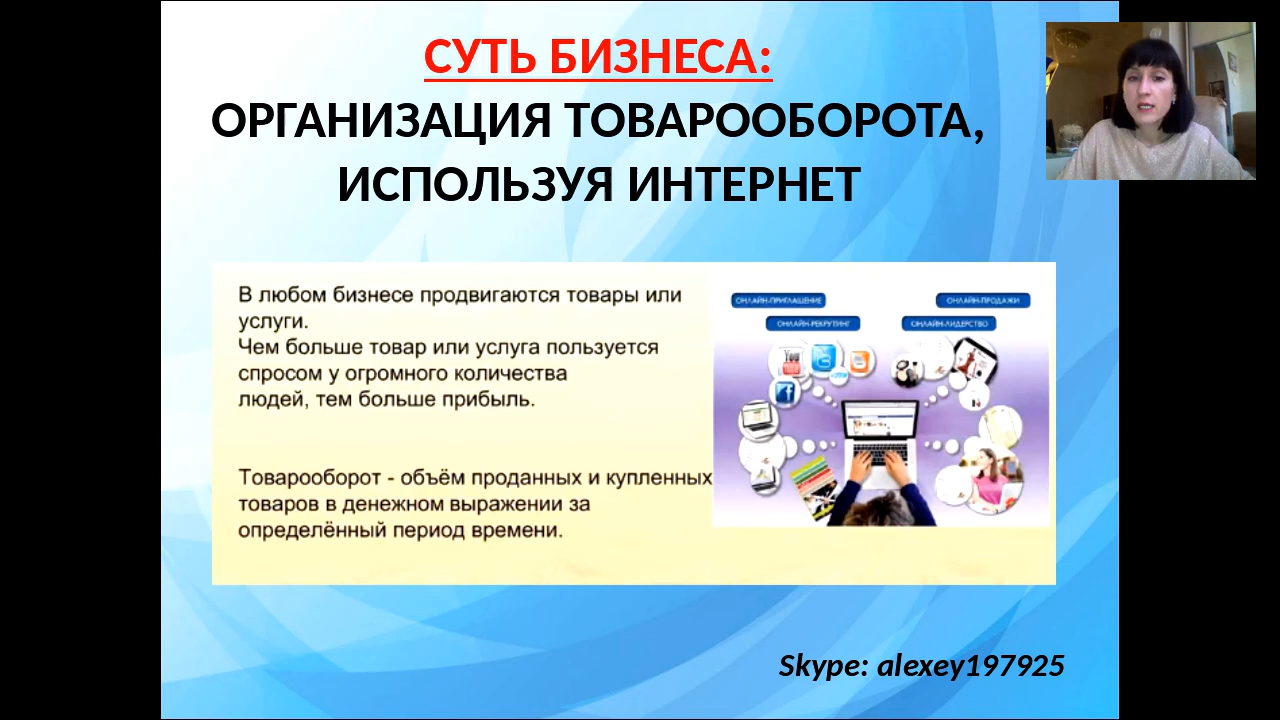 СУТЬ БИЗНЕСА:
ОРГАНИЗАЦИЯ ТОВАРООБОРОТА,
ИСПОЛЬЗУЯ ИНТЕРНЕТ
В любом бизнесе продвигаются товары или
услуги.
Чем больше товар или услуга пользуется
спросом у огромного количества
людей, тем больше прибыль.
Товарооборот - объём проданных и купленных
товаров в денежном выражении за
определённый период времени.
ОНЛАЙН-ПРИГЛАШЕНИЕ
ОНЛАЙН-ПРОДАЖИ
ОНЛАЙН-РЕКРУТИНГ
ОНЛАЙН-ЛИДЕРСТВО
You
Skype: alexey197925